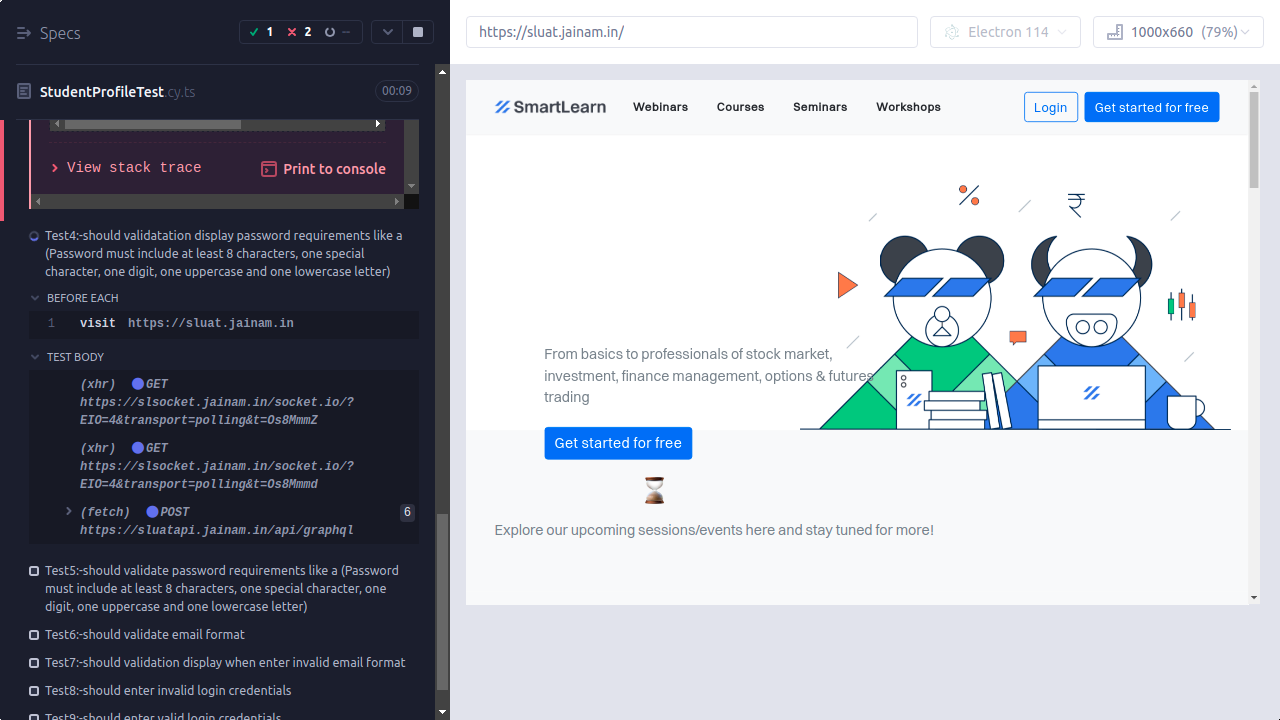 Specs
1
2
--
StudentProfileTest.cy.ts
00:09
View stack trace
Print to console
Test4:-should validatation display password requirements like a
(Password must include at least 8 characters, one special
character, one digit, one uppercase and one lowercase letter)
BEFORE EACH
1 visit https://sluat.jainam.in
TEST BODY
(xhr) GET
https://slsocket.jainam.in/socket.io/?
EIO=4&transport=polling&t=Os8MmmZ
(xhr) GET
https://slsocket.jainam.in/socket.io/?
EIO=4&transport=polling&t=Os8Mmmd
(fetch) POST 6
https://sluatapi.jainam.in/api/graphql
Test5:-should validate password requirements like a (Password
must include at least 8 characters, one special character, one
digit, one uppercase and one lowercase letter)
Test6:-should validate email format
Test7:-should validation display when enter invalid email format
Test8:-should enter invalid login credentials
Test9:-should enter valid login credentials
https://sluat.jainam.in/
Electron 114
1000x660 (79%)
SmartLearn
Webinars
Courses
Seminars
Workshops
Login
Get started for free
%
₹
From basics to professionals of stock market,
investment, finance management, options & futures
trading
Get started for free
Explore our upcoming sessions/events here and stay tuned for more!